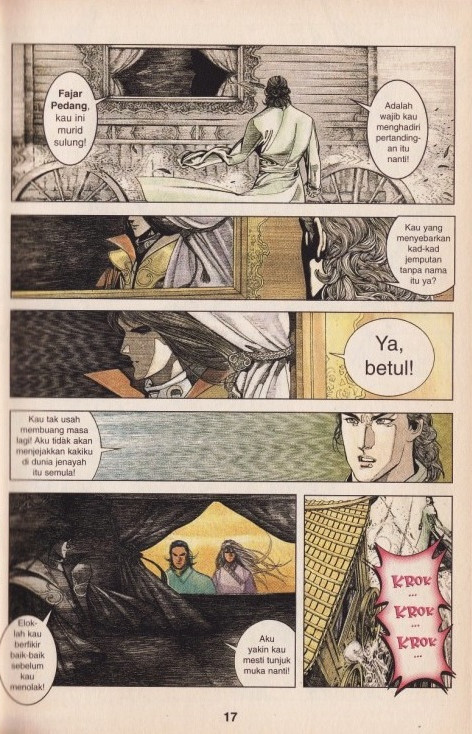 Fajar
Pedang,
kau ini
murid
sulung!
Adalah
wajib kau
menghadiri
pertanding-
an itu
nanti!
Kau yang
menyebarkan
kad-kad
jemputan
tanpa nama
itu ya?
Ya,
betul!
Kau tak usah
membuang masa
lagi! Aku tidak akan
menjejakkan kakiku
di dunia jenayah
itu semula!
Elok-
lah kau
berfikir
baik-baik
sebelum
kau
menolak!
Aku
yakin kau
mesti tunjuk
muka nanti!
KROK
...
KROK
...
KROK
...
17